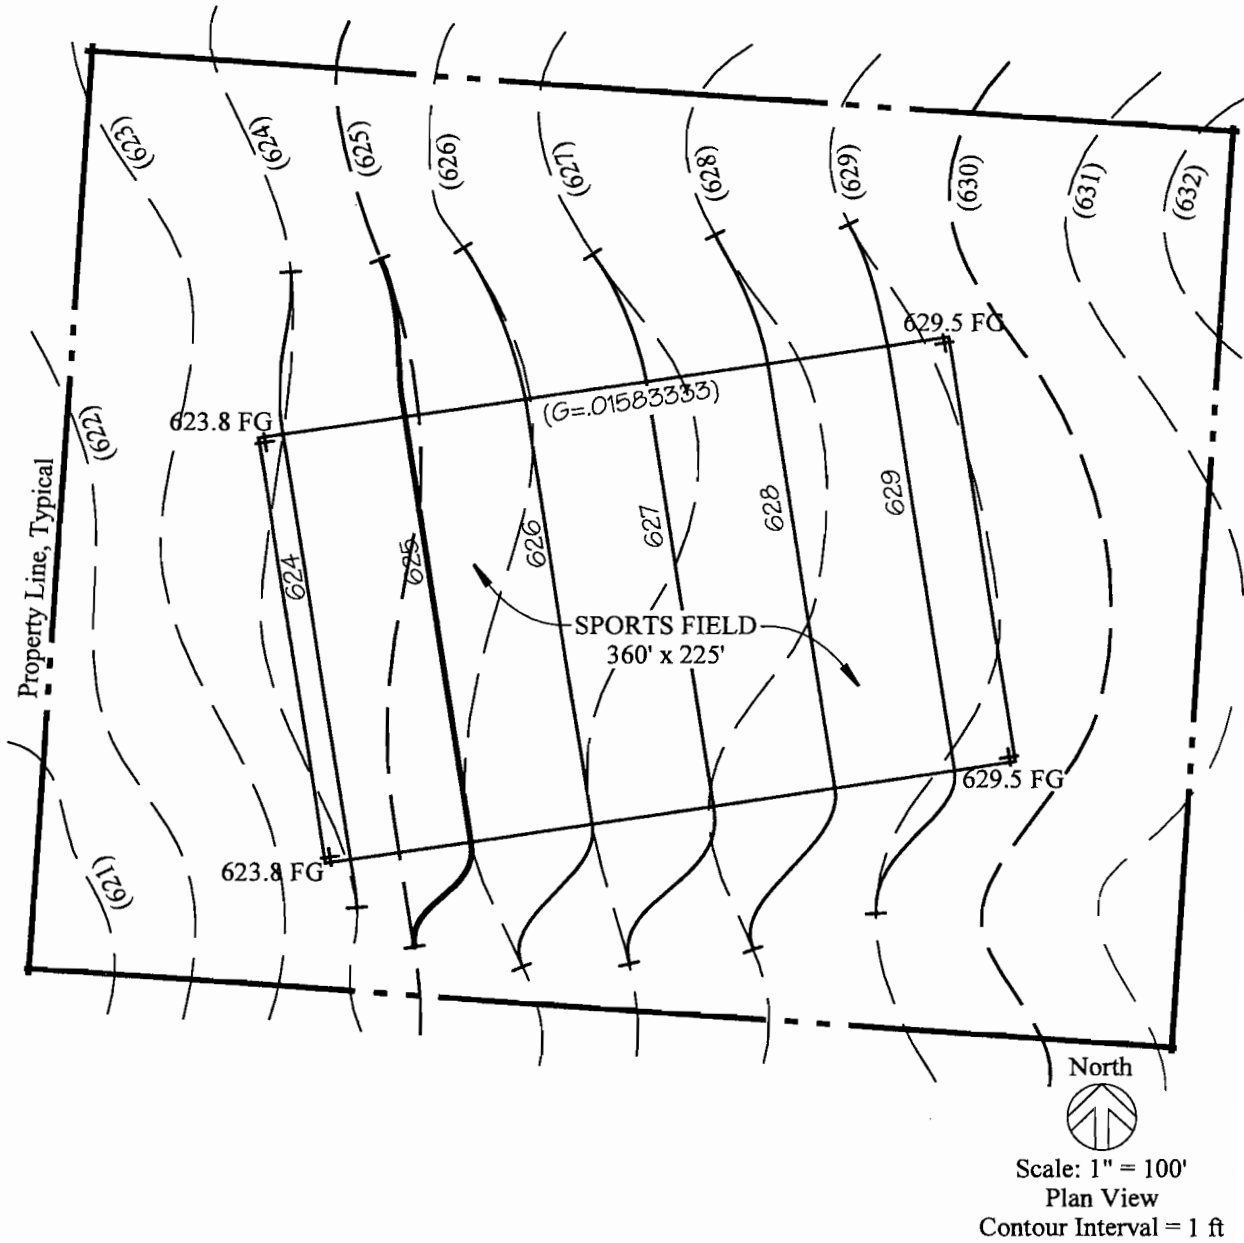 (623)
(624)
(625)
(626)
(627)
(628)
(629)
(630)
(631)
(632)
629.5 FG
623.8 FG
(G=.01583333)
(622)
Property Line, Typical
624
625
626
627
628
629
SPORTS FIELD
360' x 225'
629.5 FG
623.8 FG
(621)
North
Scale: 1" = 100'
Plan View
Contour Interval = 1 ft